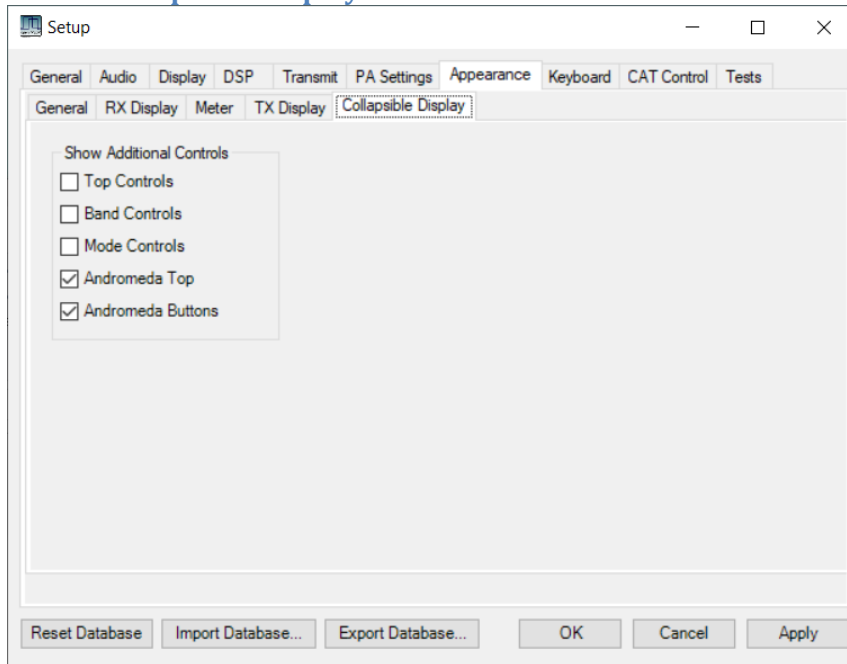 Setup
General Audio Display DSP Transmit PA Settings Appearance Keyboard CAT Control Tests
General RX Display Meter TX Display Collapsible Display
Show Additional Controls
Top Controls
Band Controls
Mode Controls
Andromeda Top
Andromeda Buttons
Reset Database Import Database... Export Database... OK Cancel Apply